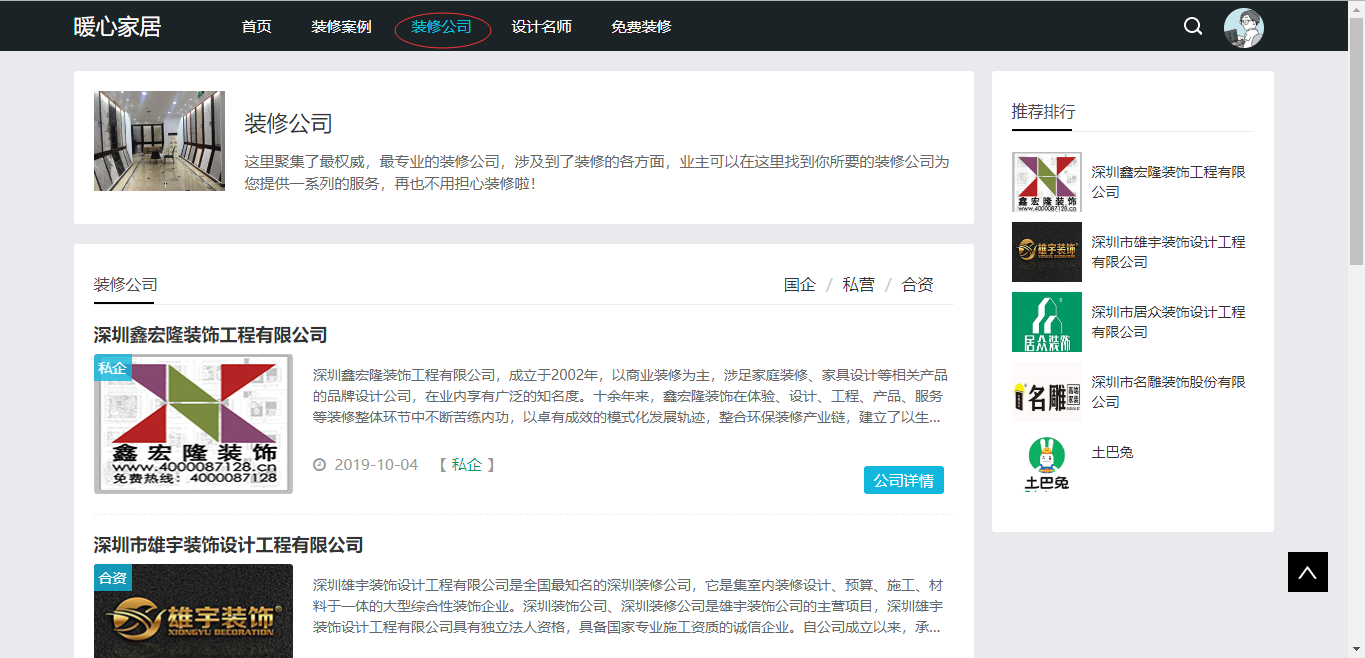 暖心家居
首页
装修案例
装修公司
设计名师
免费装修
装修公司
这里聚集了最权威，最专业的装修公司，涉及到了装修的各方面，业主可以在这里找到你所要的装修公司为
您提供一系列的服务，再也不用担心装修啦！
装修公司
国企 / 私营 / 合资
深圳鑫宏隆装饰工程有限公司
私企
鑫宏隆装饰
www.4000087128.cn
免费热线：4000087128
深圳鑫宏隆装饰工程有限公司，成立于2002年，以商业装修为主，涉足家庭装修、家具设计等相关产品
的品牌设计公司，在业内享有广泛的知名度。十余年来，鑫宏隆装饰在体验、设计、工程、产品、服务
等装修整体环节中不断苦练内功，以卓有成效的模式化发展轨迹，整合环保装修产业链，建立了以生...
2019-10-04 【 私企 】
公司详情
深圳市雄宇装饰设计工程有限公司
合资
雄宇装饰
XIONGYU DECORATION
深圳雄宇装饰设计工程有限公司是全国最知名的深圳装修公司，它是集室内装修设计、预算、施工、材
料于一体的大型综合性装饰企业。深圳装饰公司、深圳装修公司是雄宇装饰公司的主营项目，深圳雄宇
装饰设计工程有限公司具有独立法人资格，具备国家专业施工资质的诚信企业。自公司成立以来，承...
推荐排行
鑫宏隆装饰
www.4000087128.cn
深圳鑫宏隆装饰工程有限
公司
雄宇装饰
深圳市雄宇装饰设计工程
有限公司
居众装饰
深圳市居众装饰设计工程
有限公司
名雕
深圳市名雕装饰股份有限
公司
土巴兔
土巴兔